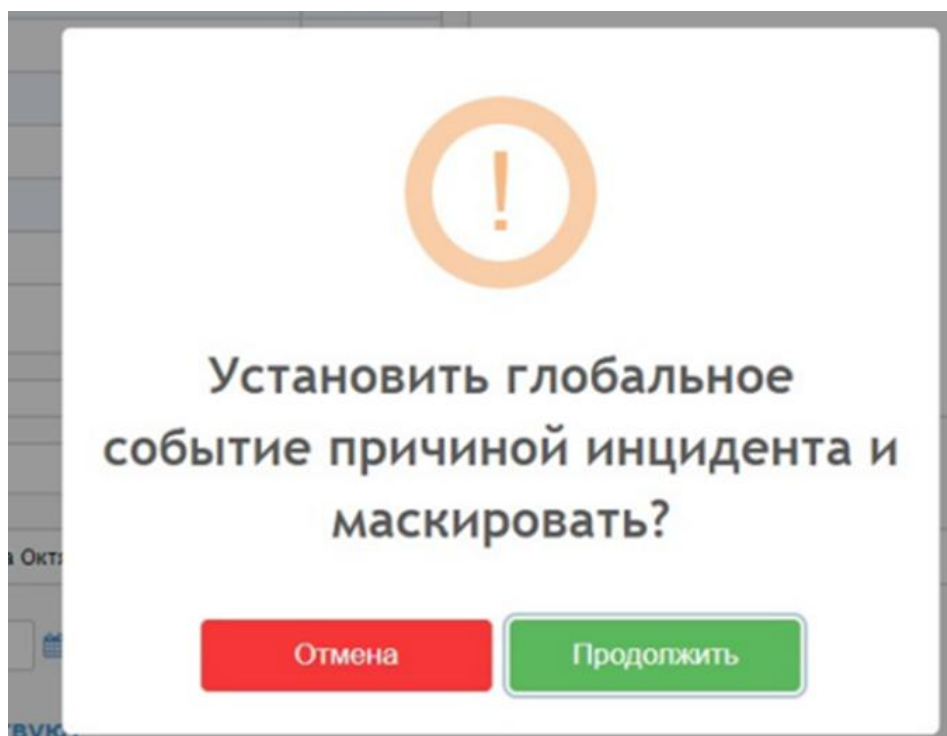 !
Установить глобальное
событие причиной инцидента и
маскировать?
Отмена
Продолжить